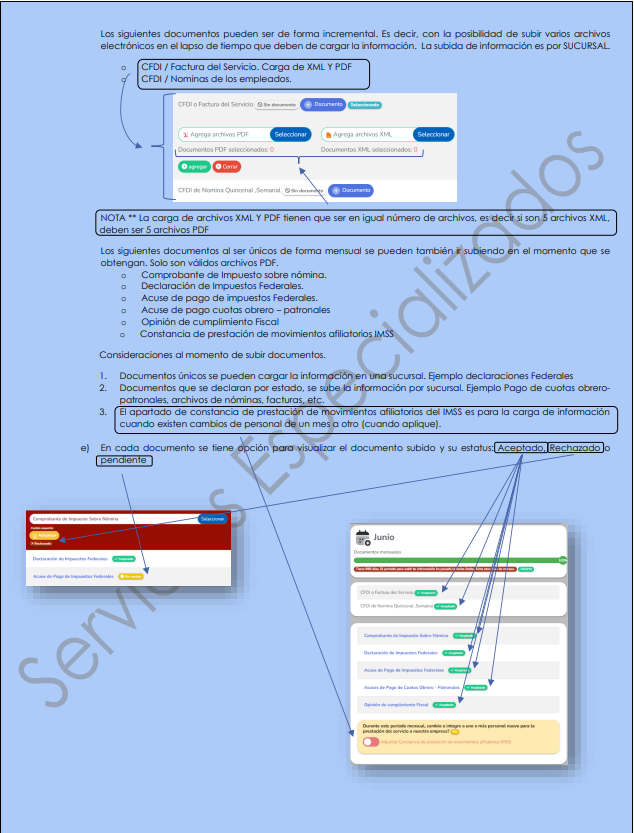 Los siguientes documentos pueden ser de forma incremental. Es decir, con la posibilidad de subir varios archivos
electrónicos en el lapso de tiempo que deben de cargar la información. La subida de información es por SUCURSAL.
o CFDI / Factura del Servicio. Carga de XML Y PDF
o CFDI / Nominas de los empleados.
CFDI o Factura del Servicio Sin documento Documento Seleccionado
Agrega archivos PDF Seleccionar Agrega archivos XML Seleccionar
Documentos PDF seleccionados: 0 Documentos XML seleccionados: 0
agregar Cerrar
CFDI de Nomina Quincenal ,Semanal Sin documento Documento
NOTA ** La carga de archivos XML Y PDF tienen que ser en igual número de archivos, es decir si son 5 archivos XML,
deben ser 5 archivos PDF
Los siguientes documentos al ser únicos de forma mensual se pueden también ir subiendo en el momento que se
obtengan. Solo son válidos archivos PDF.
o Comprobante de Impuesto sobre nómina.
o Declaración de Impuestos Federales.
o Acuse de pago de impuestos Federales.
o Acuse de pago cuotas obrero – patronales
o Opinión de cumplimiento Fiscal
o Constancia de prestación de movimientos afiliatorios IMSS
Consideraciones al momento de subir documentos.
1. Documentos únicos se pueden cargar la información en una sucursal. Ejemplo declaraciones Federales
2. Documentos que se declaran por estado, se sube la información por sucursal. Ejemplo Pago de cuotas obrero-
patronales, archivos de nóminas, facturas, etc.
3. El apartado de constancia de prestación de movimientos afiliatorios del IMSS es para la carga de información
cuando existen cambios de personal de un mes a otro (cuando aplique).
e) En cada documento se tiene opción para visualizar el documento subido y su estatus: Aceptado, Rechazado o
pendiente
Comprobante de Impuesto Sobre Nómina Seleccionar
Rechazado
Declaración de Impuestos Federales Aceptado
Acuse de Pago de Impuestos Federales
Junio
Documentos mensuales
CFDI o Factura del Servicio Aceptado
CFDI de Nomina Quincenal ,Semanal Aceptado
Comprobante de Impuesto Sobre Nómina Aceptado
Declaración de Impuestos Federales Aceptado
Acuse de Pago de Impuestos Federales Aceptado
Acuses de Pago de Cuotas Obrero - Patronales Aceptado
Opinión de cumplimiento Fiscal Aceptado
Durante este periodo mensual, cambio o integro a uno o más personal nuevo para la
prestación del servicio a nuestra empresa?
Adjuntar Constancia de prestación de movimientos afiliatorios IMSS
Servicios Especializados